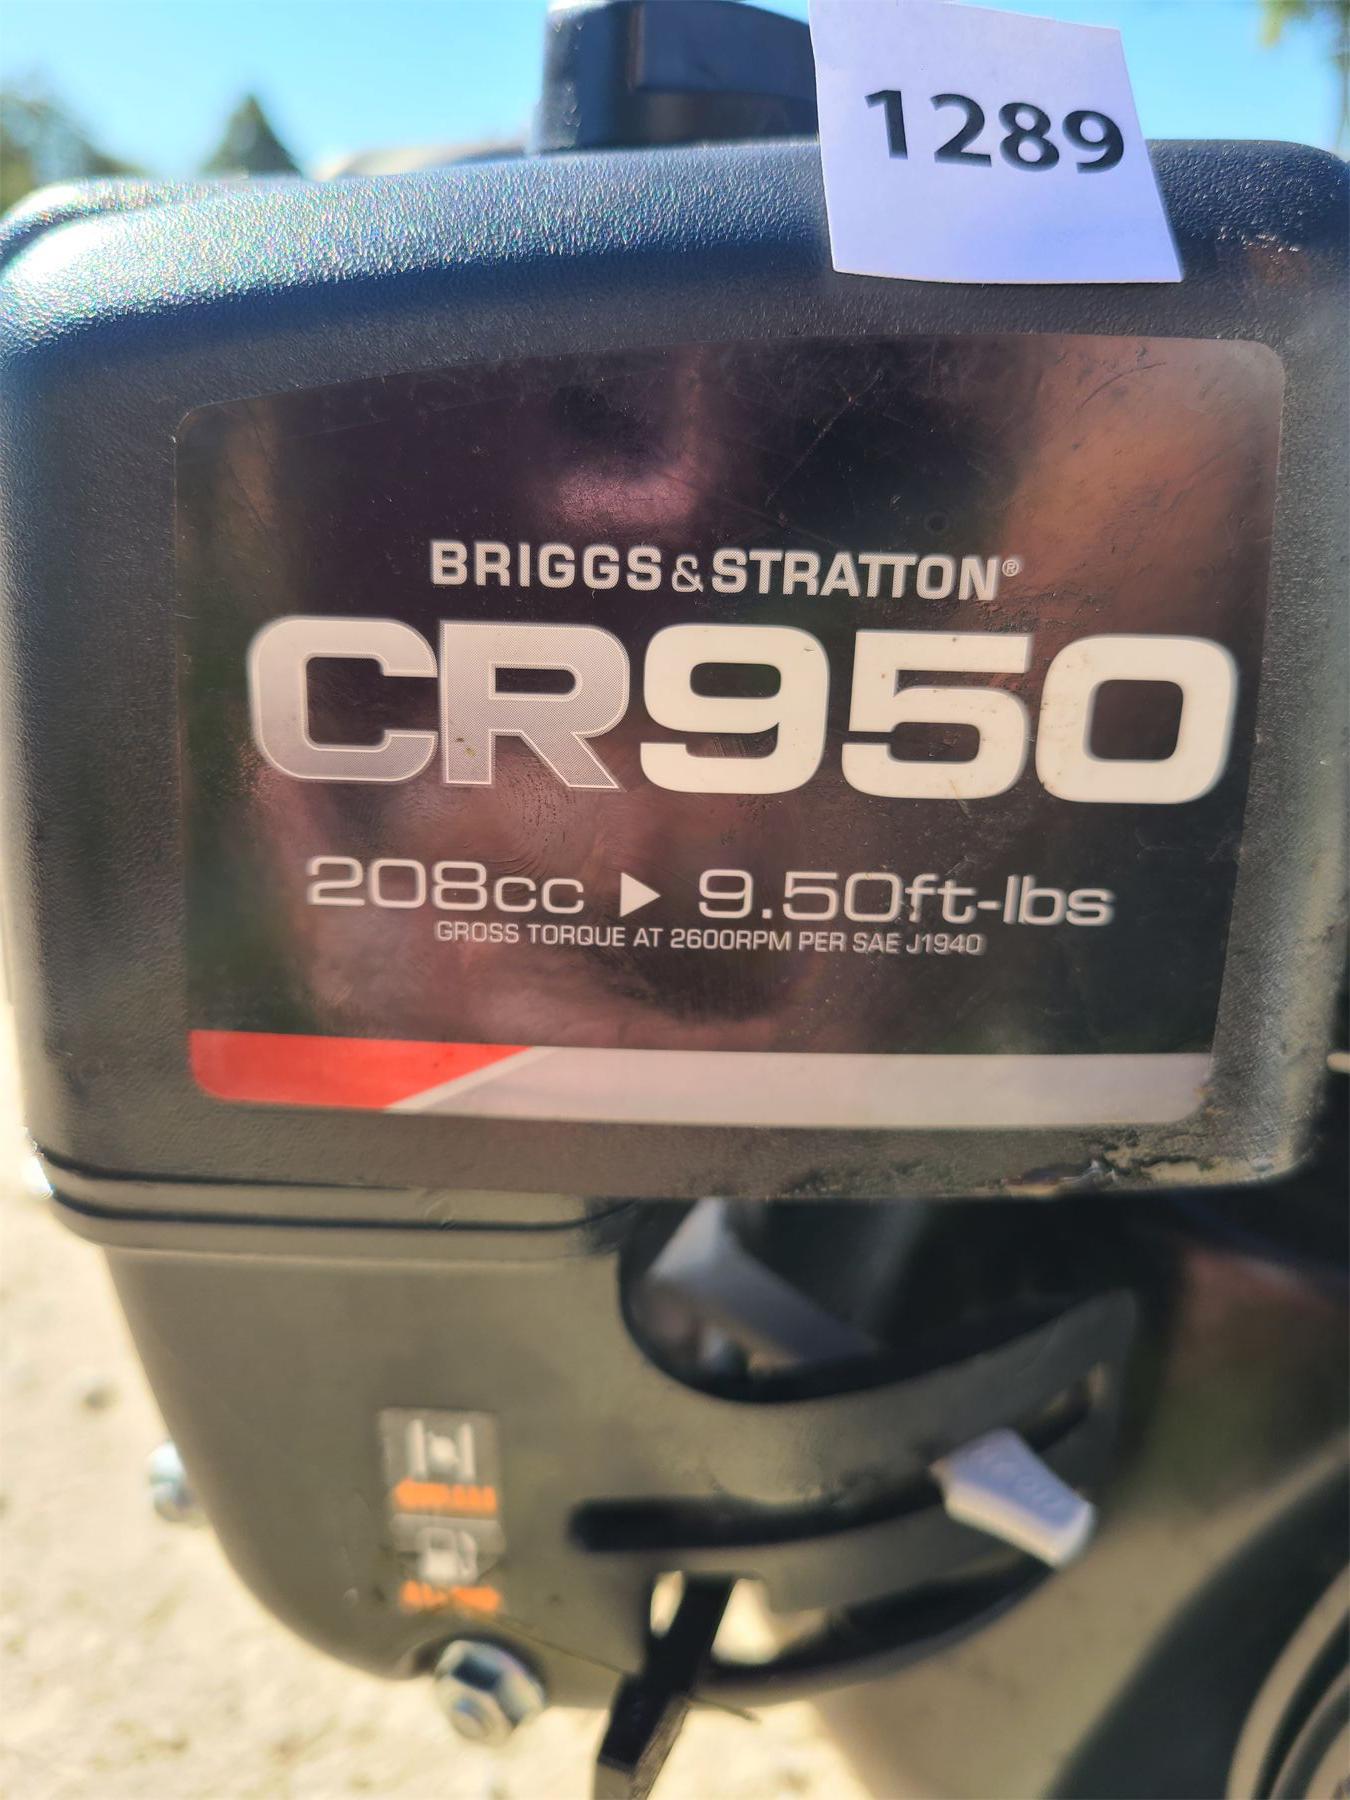 1289
BRIGGS&STRATTON®
CR950
208cc ▶ 9.50ft-lbs
GROSS TORQUE AT 2600RPM PER SAE J1940